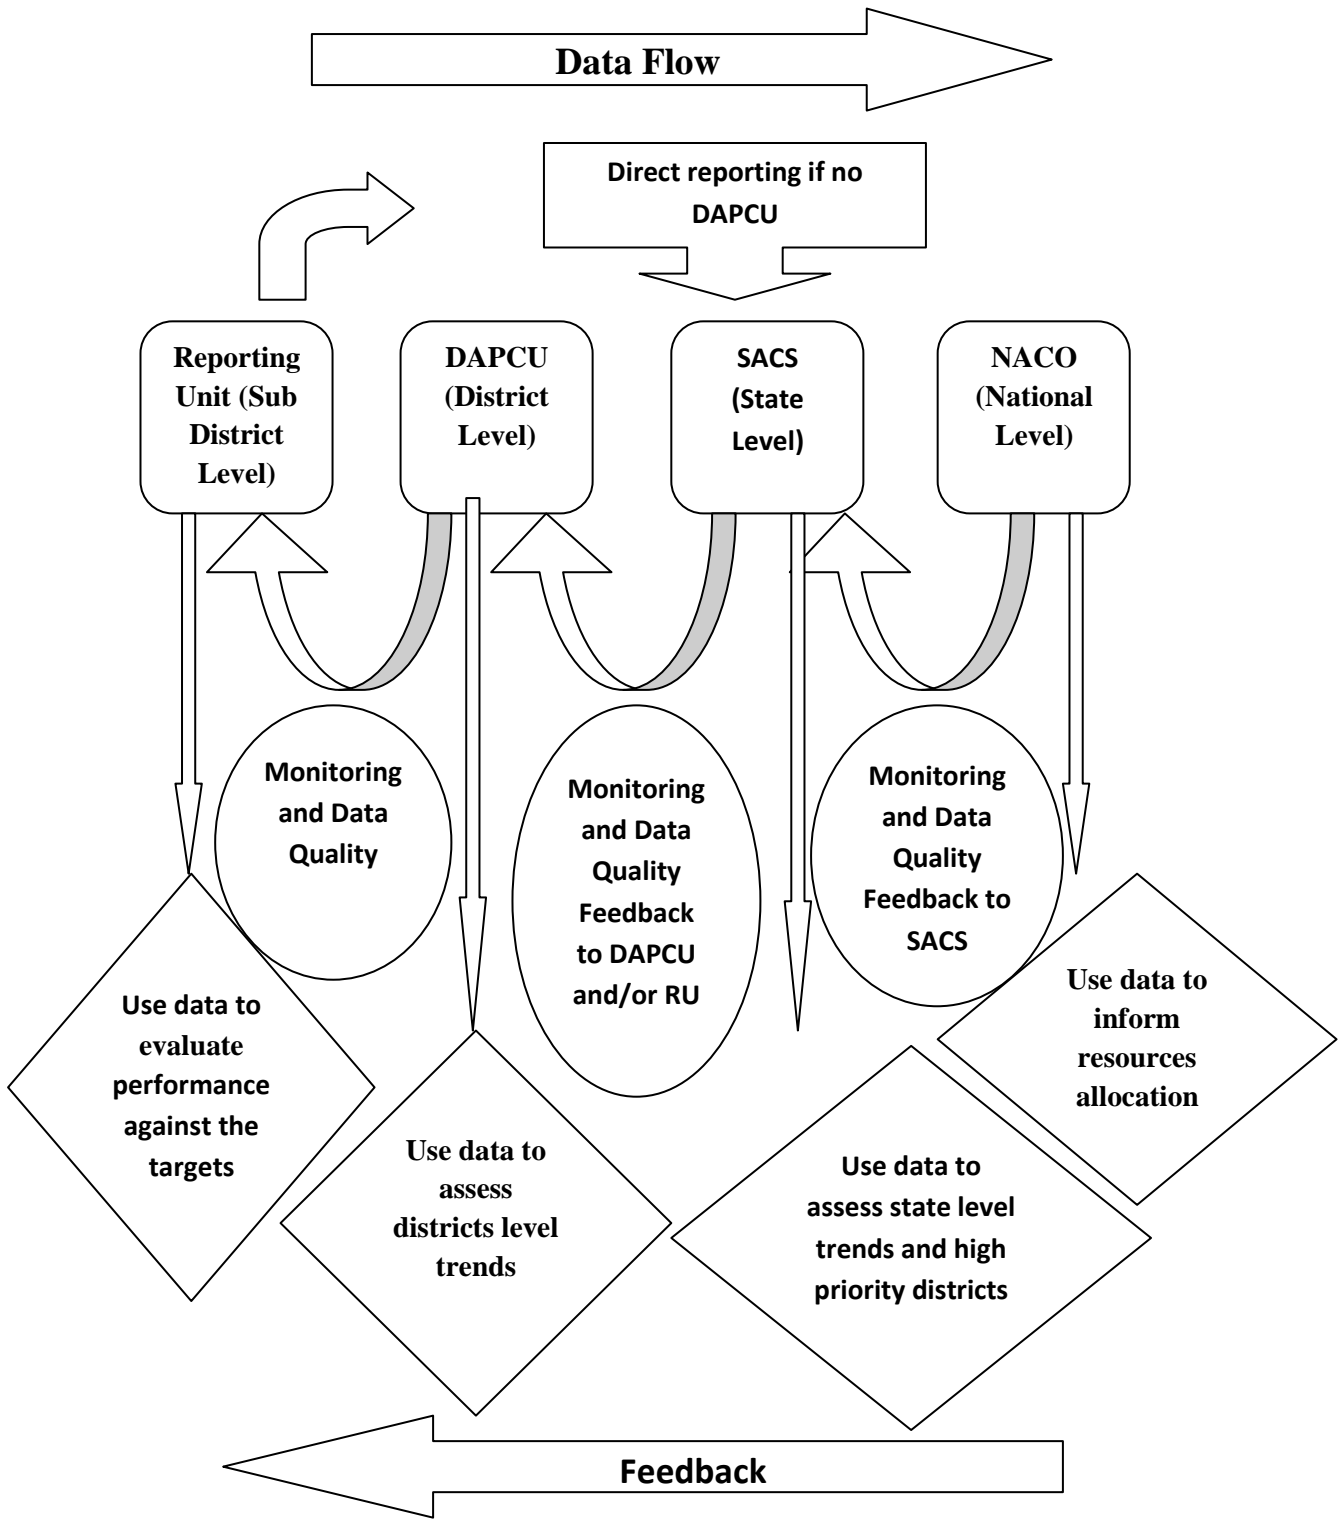 Data Flow
Direct reporting if no
DAPCU
Reporting
Unit (Sub
District
Level)
DAPCU
(District
Level)
SACS
(State
Level)
NACO
(National
Level)
Monitoring
and Data
Quality
Monitoring
and Data
Quality
Feedback
to DAPCU
and/or RU
Monitoring
and Data
Quality
Feedback to
SACS
Use data to
evaluate
performance
against the
targets
Use data to
assess
districts level
trends
Use data to
assess state level
trends and high
priority districts
Use data to
inform
resources
allocation
Feedback